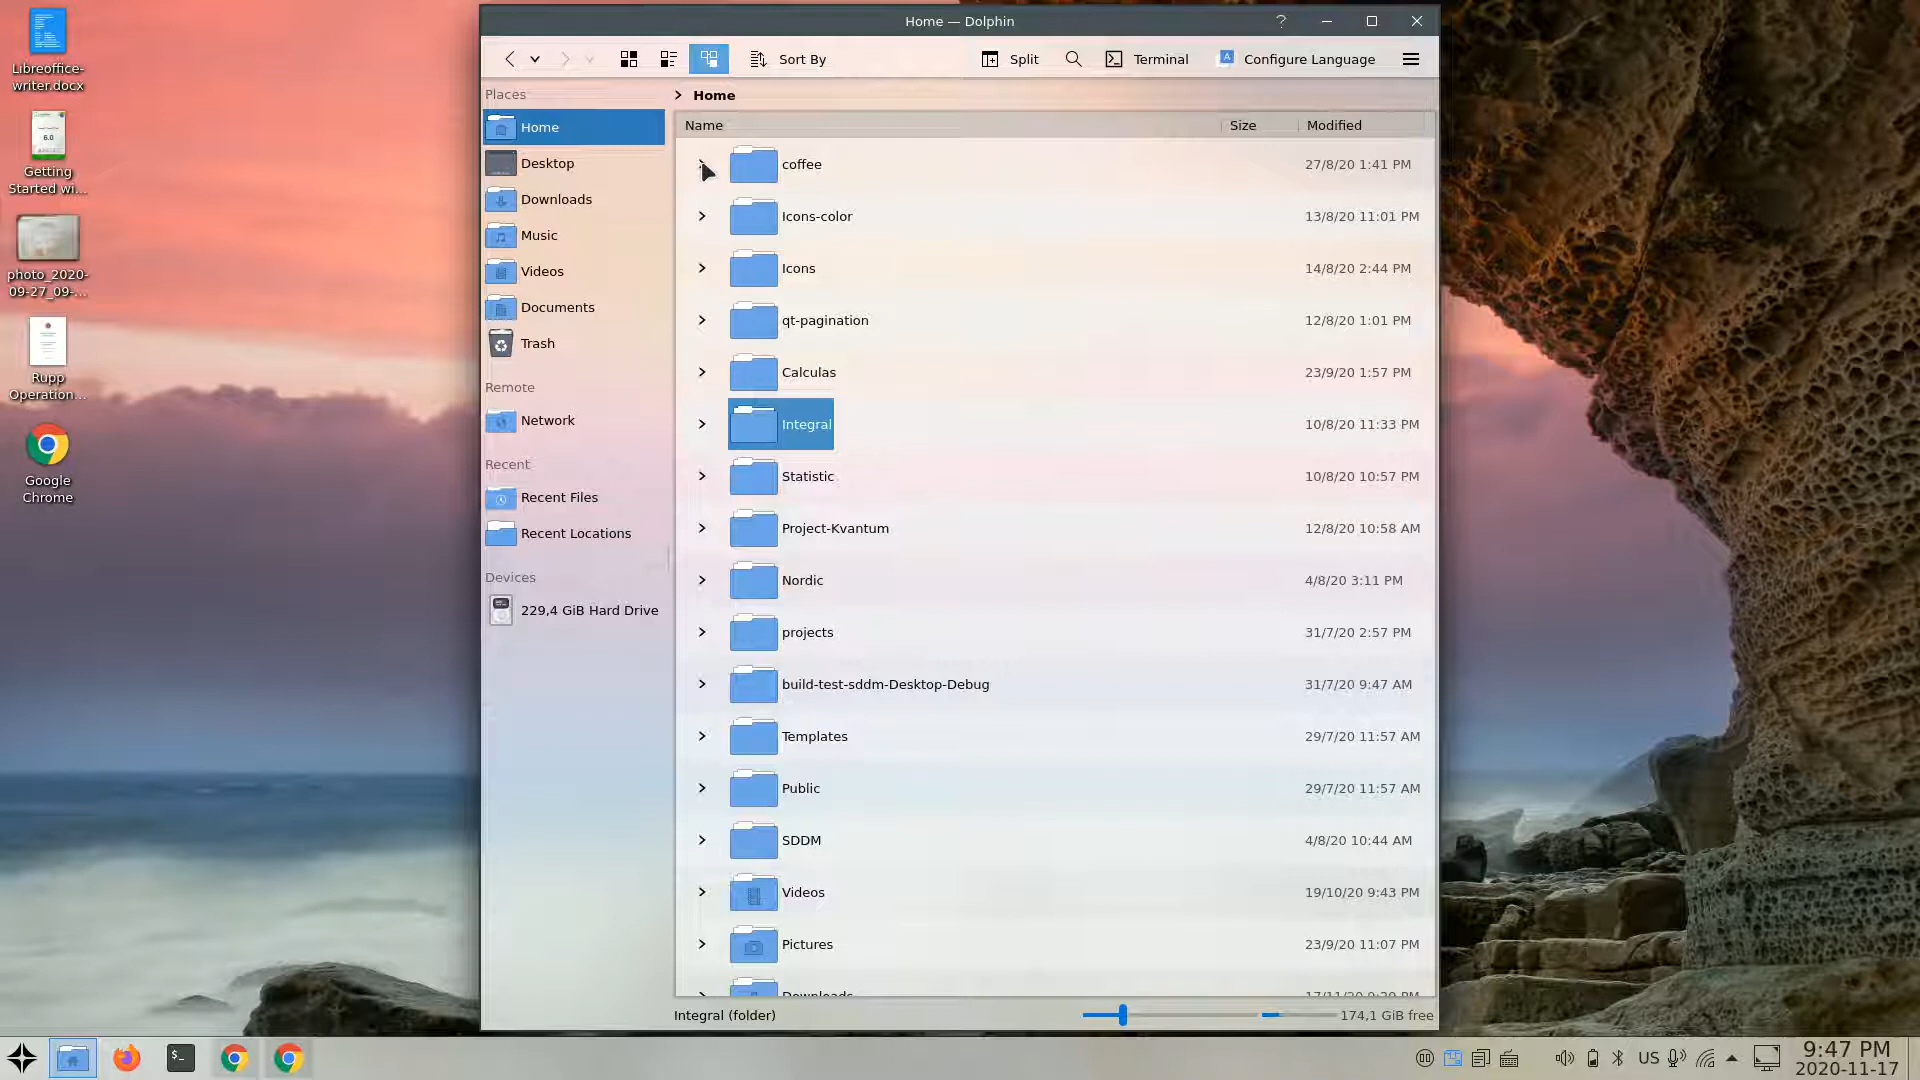 Libreoffice-
writer.docx
Getting
Started wi...
photo_2020-
09-27_09-...
Rupp
Operation...
Google
Chrome
Home — Dolphin
Sort By
Split
Terminal
Configure Language
Places
Home
Desktop
Downloads
Music
Videos
Documents
Trash
Remote
Network
Recent
Recent Files
Recent Locations
Devices
229,4 GiB Hard Drive
Home
Name Size Modified
coffee 27/8/20 1:41 PM
Icons-color 13/8/20 11:01 PM
Icons 14/8/20 2:44 PM
qt-pagination 12/8/20 1:01 PM
Calculas 23/9/20 1:57 PM
Integral 10/8/20 11:33 PM
Statistic 10/8/20 10:57 PM
Project-Kvantum 12/8/20 10:58 AM
Nordic 4/8/20 3:11 PM
projects 31/7/20 2:57 PM
build-test-sddm-Desktop-Debug 31/7/20 9:47 AM
Templates 29/7/20 11:57 AM
Public 29/7/20 11:57 AM
SDDM 4/8/20 10:44 AM
Videos 19/10/20 9:43 PM
Pictures 23/9/20 11:07 PM
Downloads
Integral (folder) 174,1 GiB free
US
9:47 PM
2020-11-17